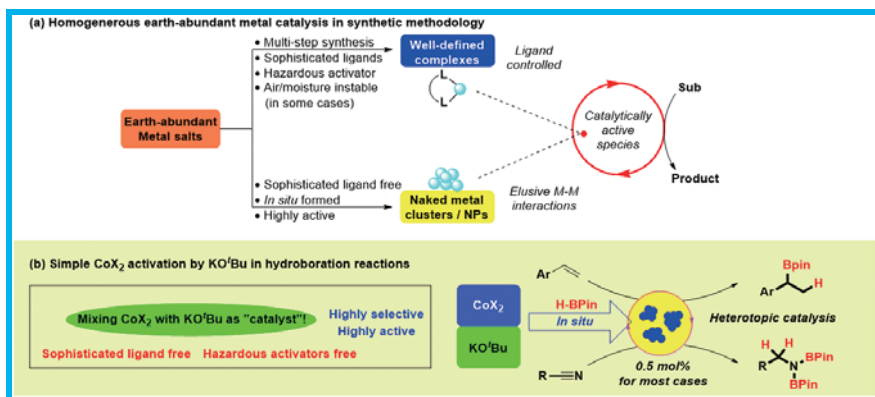 (a) Homogenerous earth-abundant metal catalysis in synthetic methodology
• Multi-step synthesis
• Sophisticated ligands
• Hazardous activator
• Air/moisture instable
(in some cases)
Well-defined
complexes
L
L
Ligand
controlled
Earth-abundant
Metal salts
Catalytically
active
species
Sub
Product
• Sophisticated ligand free
• In situ formed
• Highly active
Naked metal
clusters / NPs
Elusive M-M
interactions
(b) Simple CoX₂ activation by KOᵗBu in hydroboration reactions
Mixing CoX₂ with KOᵗBu as "catalyst"!
Highly selective
Highly active
Sophisticated ligand free Hazardous activators free
CoX₂
KOᵗBu
H-BPin
In situ
Ar
R N
0.5 mol%
for most cases
Bpin
Ar H
Heterotopic catalysis
H H
R N BPin
BPin